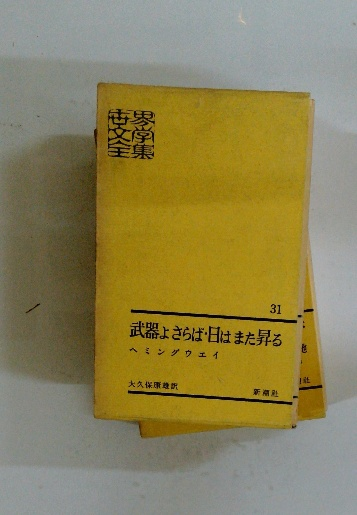 世界
文学
全集
31
武器よさらば・日はまた昇る
ヘミングウエイ
大久保康雄訳
新潮社